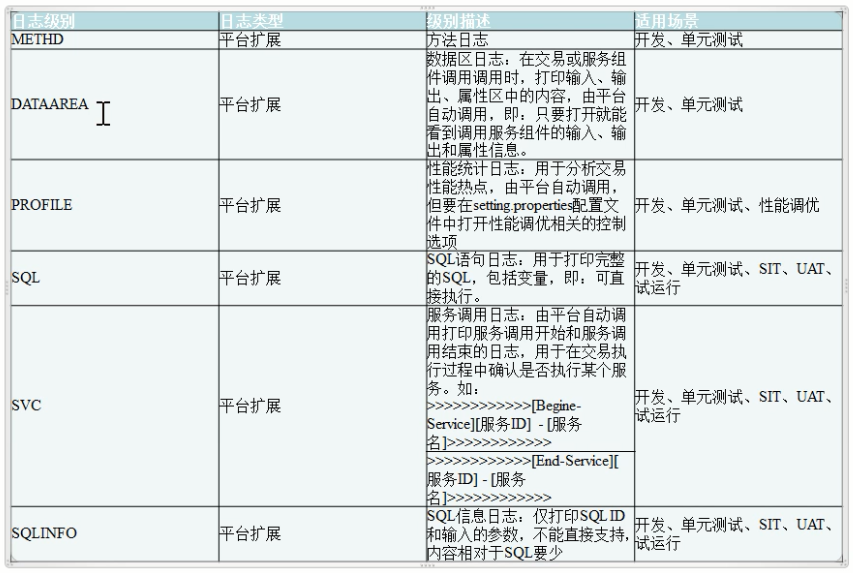 日志级别 日志类型 级别描述 适用场景
METHD 平台扩展 方法日志 开发、单元测试
DATAAREA 平台扩展 数据区日志：在交易或服务组
件调用调用时，打印输入、输
出、属性区中的内容，由平台
自动调用，即：只要打开就能
看到调用服务组件的输入、输
出和属性信息。
开发、单元测试
PROFILE 平台扩展 性能统计日志：用于分析交易
性能热点，由平台自动调用，
但要在setting.properties配置文
件中打开性能调优相关的控制
选项
开发、单元测试、性能调优
SQL 平台扩展 SQL语句日志：用于打印完整
的SQL，包括变量，即：可直
接执行。
开发、单元测试、SIT、UAT、
试运行
SVC 平台扩展 服务调用日志：由平台自动调
用打印服务调用开始和服务调
用结束的日志，用于在交易执
行过程中确认是否执行某个服
务。如：
>>>>>>>>>>>>[Begine-
Service][服务ID] - [服务
名]>>>>>>>>>>>>
>>>>>>>>>>>>[End-Service][
服务ID] - [服务
名]>>>>>>>>>>>>
开发、单元测试、SIT、UAT、
试运行
SQLINFO 平台扩展 SQL信息日志：仅打印SQL ID
和输入的参数，不能直接支持，
内容相对于SQL要少
开发、单元测试、SIT、UAT、
试运行